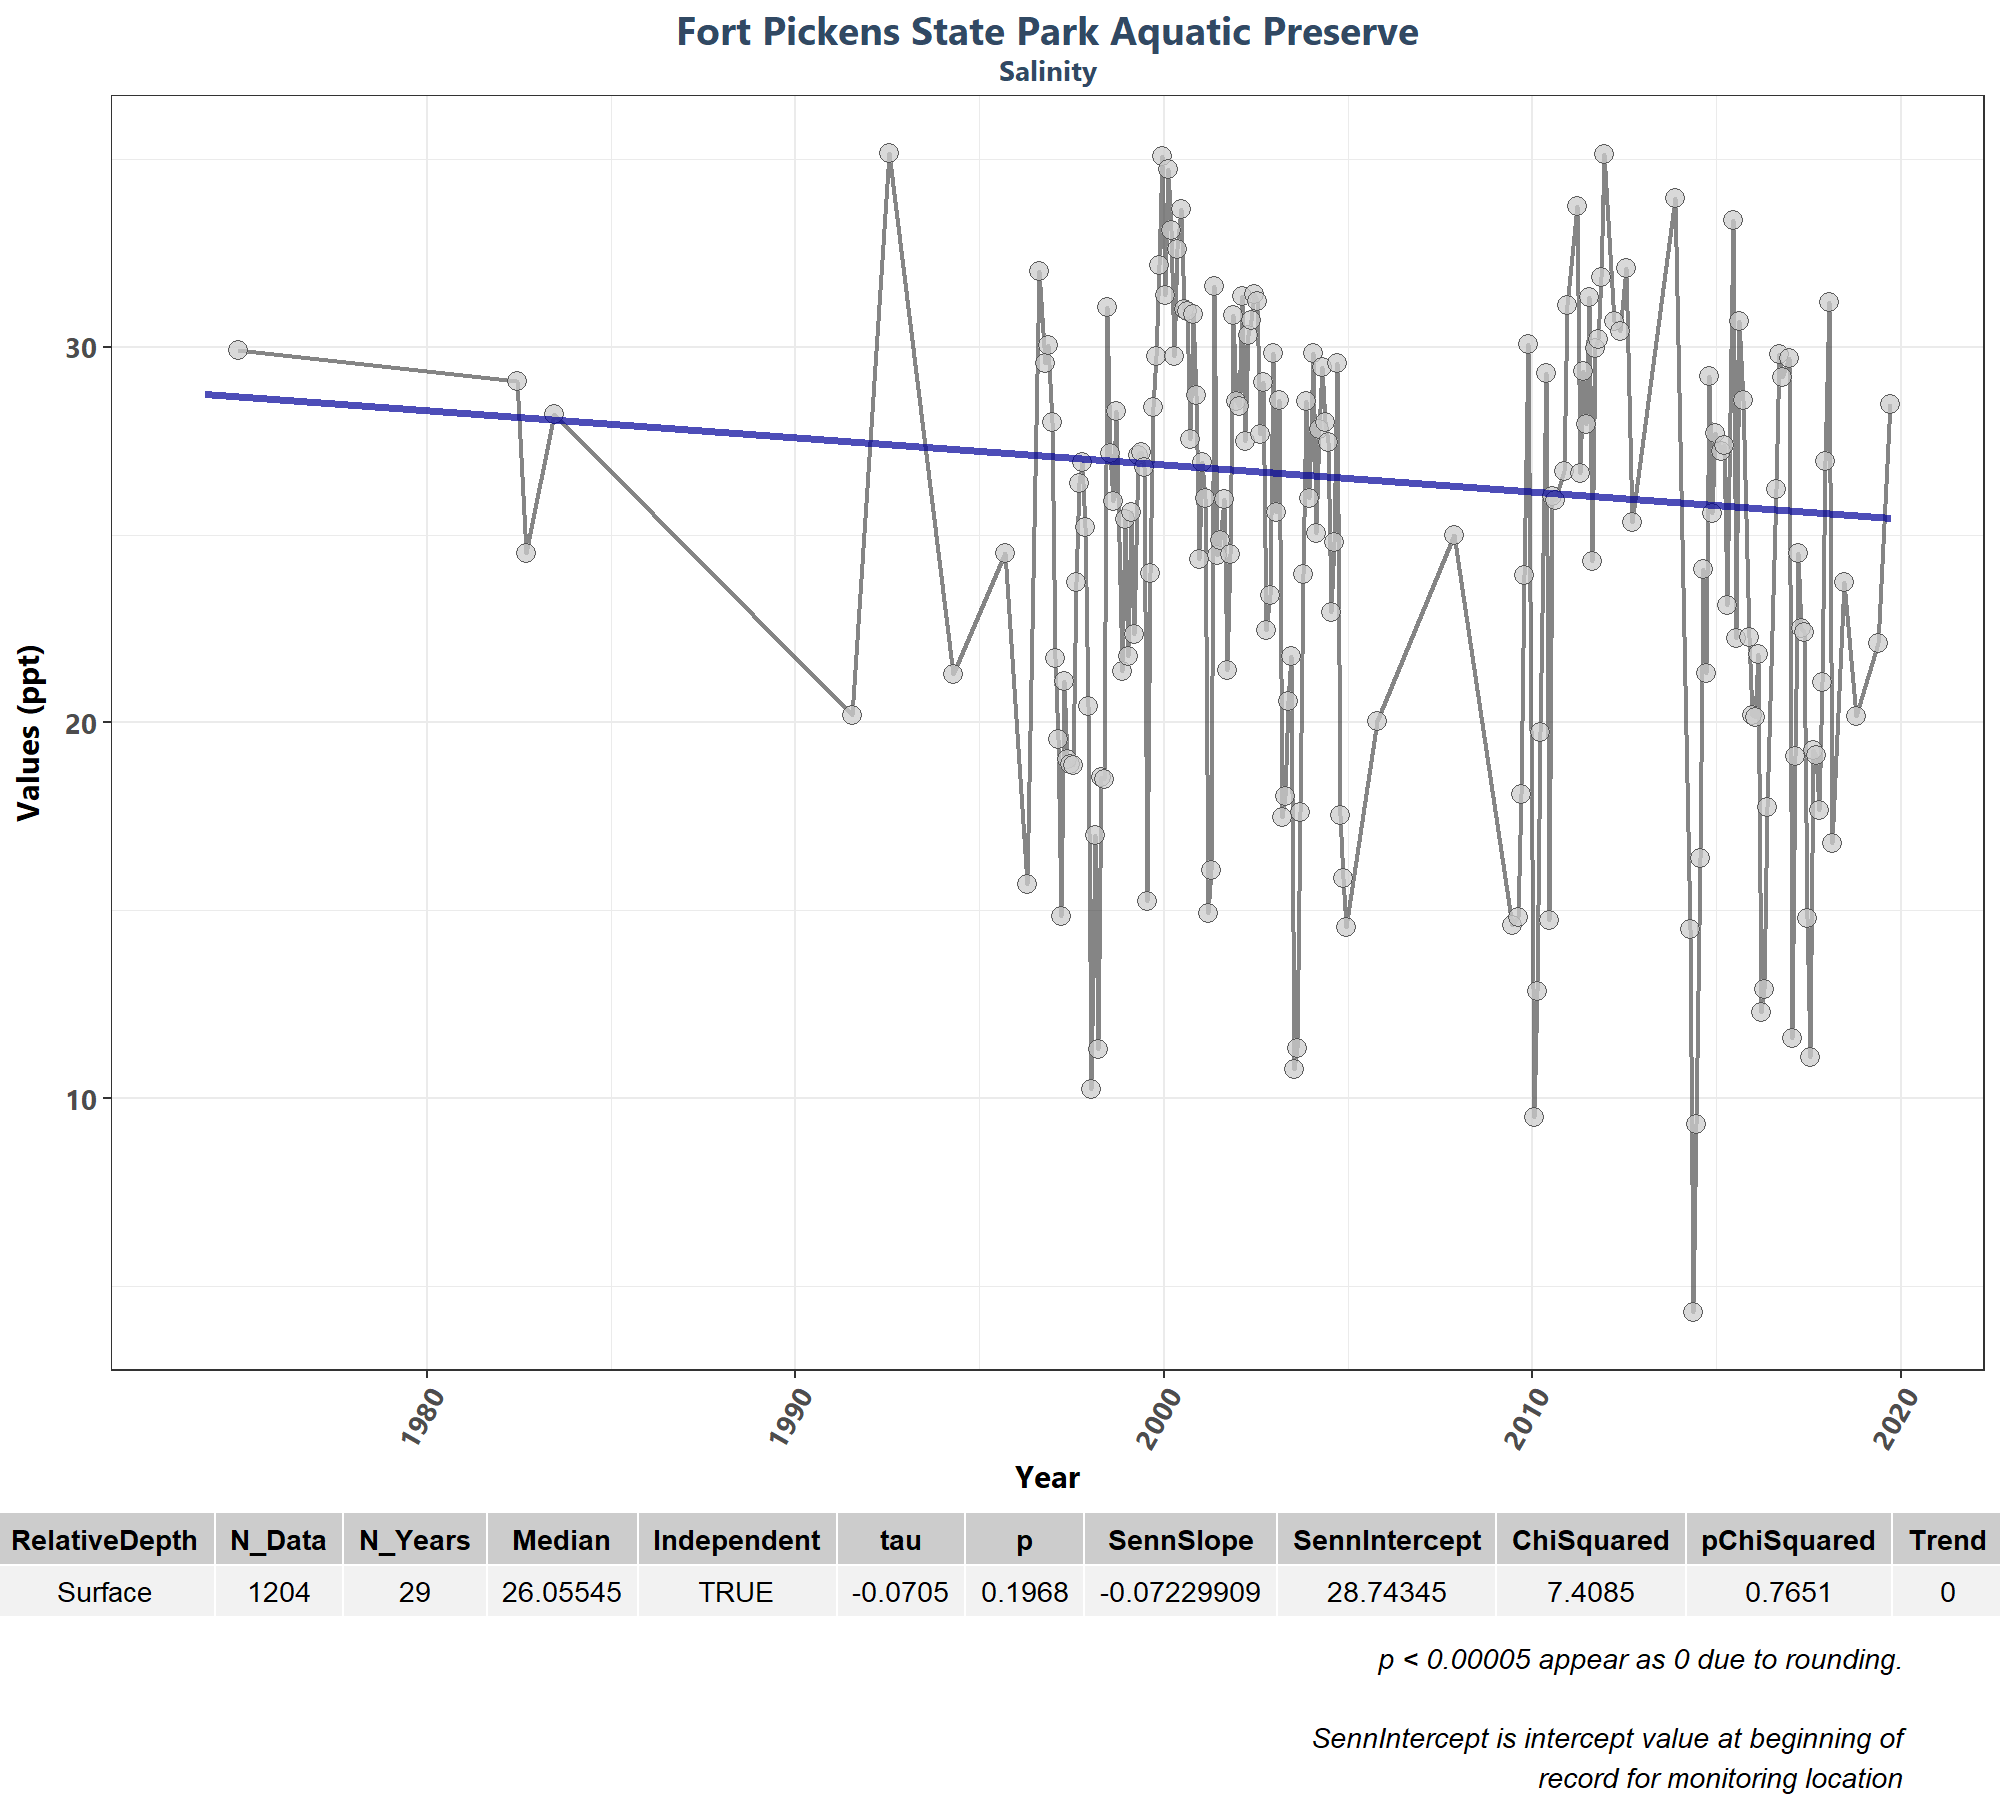 Fort Pickens State Park Aquatic Preserve
Salinity
Values (ppt)
30
20
10
1980
1990
2000
2010
2020
Year
RelativeDepth N_Data N_Years Median Independent tau p SennSlope SennIntercept ChiSquared pChiSquared Trend
Surface 1204 29 26.05545 TRUE -0.0705 0.1968 -0.07229909 28.74345 7.4085 0.7651 0
p < 0.00005 appear as 0 due to rounding.
SennIntercept is intercept value at beginning of
record for monitoring location